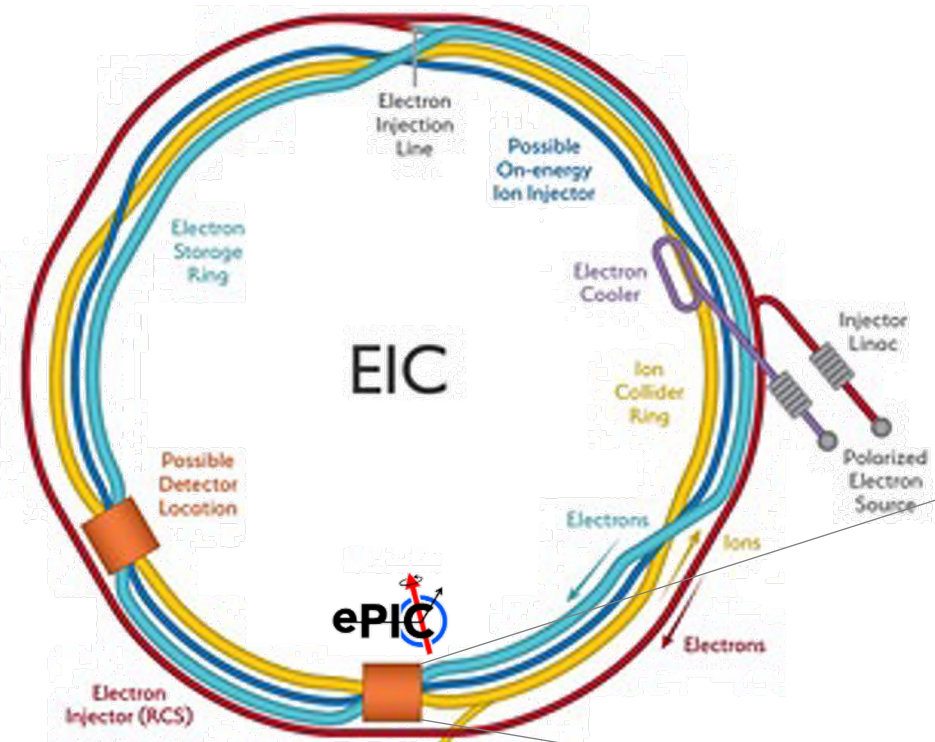 Electron
Injection
Line
Possible
On-energy
Ion Injector
Electron
Storage
Ring
Electron
Cooler
Injector
Linac
EIC
Ion
Collider
Ring
Polarized
Electron
Source
Possible
Detector
Location
Electrons
Ions
ePIC
Electrons
Electron
Injector (RCS)